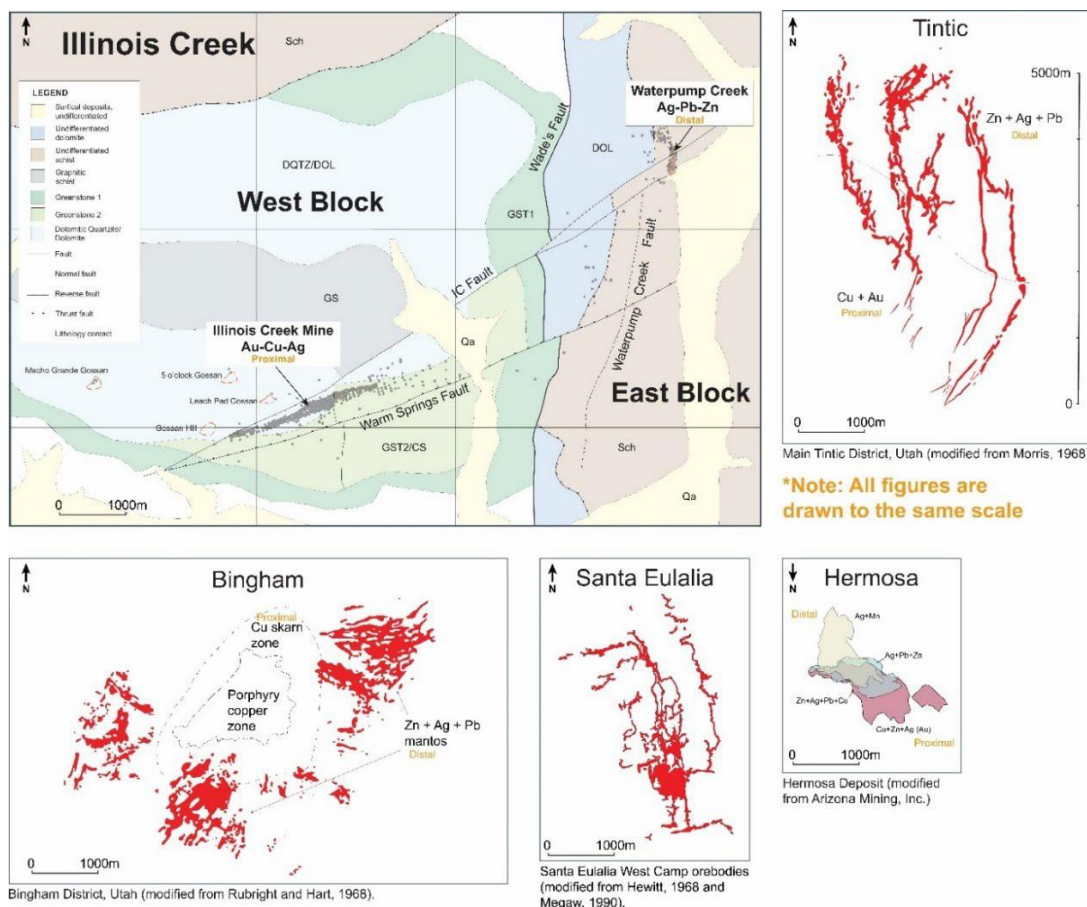 N
Illinois Creek
LEGEND
Surfical deposits,
undifferentiated
Undifferentiated
dolomite
Undifferentiated
schist
Graphitic
schist
Greenstone 1
Greenstone 2
Dolomitic Quartzite/
Dolomite
Fault
Normal fault
Reverse fault
Thrust fault
Lithology contact
Sch
DQTZ/DOL
West Block
Wade's Fault
DOL
Waterpump Creek
Ag-Pb-Zn
Distal
GST1
IC Fault
GS
Illinois Creek Mine
Au-Cu-Ag
Proximal
Qa
Waterpump Creek Fault
East Block
Macho Grande Gossan
5 o'clock Gossan
Leach Pad Gossan
Gossan Hill
Warm Springs Fault
GST2/CS
Sch
Qa
0 1000m
N
Tintic
5000m
Zn + Ag + Pb
Distal
Cu + Au
Proximal
0
0 1000m
Main Tintic District, Utah (modified from Morris, 1968)
*Note: All figures are
drawn to the same scale
N
Bingham
Proximal
Cu skarn
zone
Porphyry
copper
zone
Zn + Ag + Pb
mantos
Distal
0 1000m
Bingham District, Utah (modified from Rubright and Hart, 1968).
N
Santa Eulalia
0 1000m
Santa Eulalia West Camp orebodies
(modified from Hewitt, 1968 and
Megaw, 1990).
N
Hermosa
Distal
Ag+Mn
Ag+Pb+Zn
Zn+Ag+Pb+Cu
Cu+Zn+Ag (Au)
Proximal
0 1000m
Hermosa Deposit (modified
from Arizona Mining, Inc.)